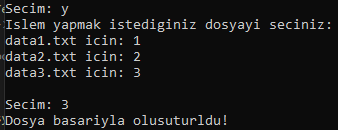 Secim: y
Islem yapmak istediginiz dosyayi seciniz:
data1.txt icin: 1
data2.txt icin: 2
data3.txt icin: 3
Secim: 3
Dosya basariyla olusuturldu!